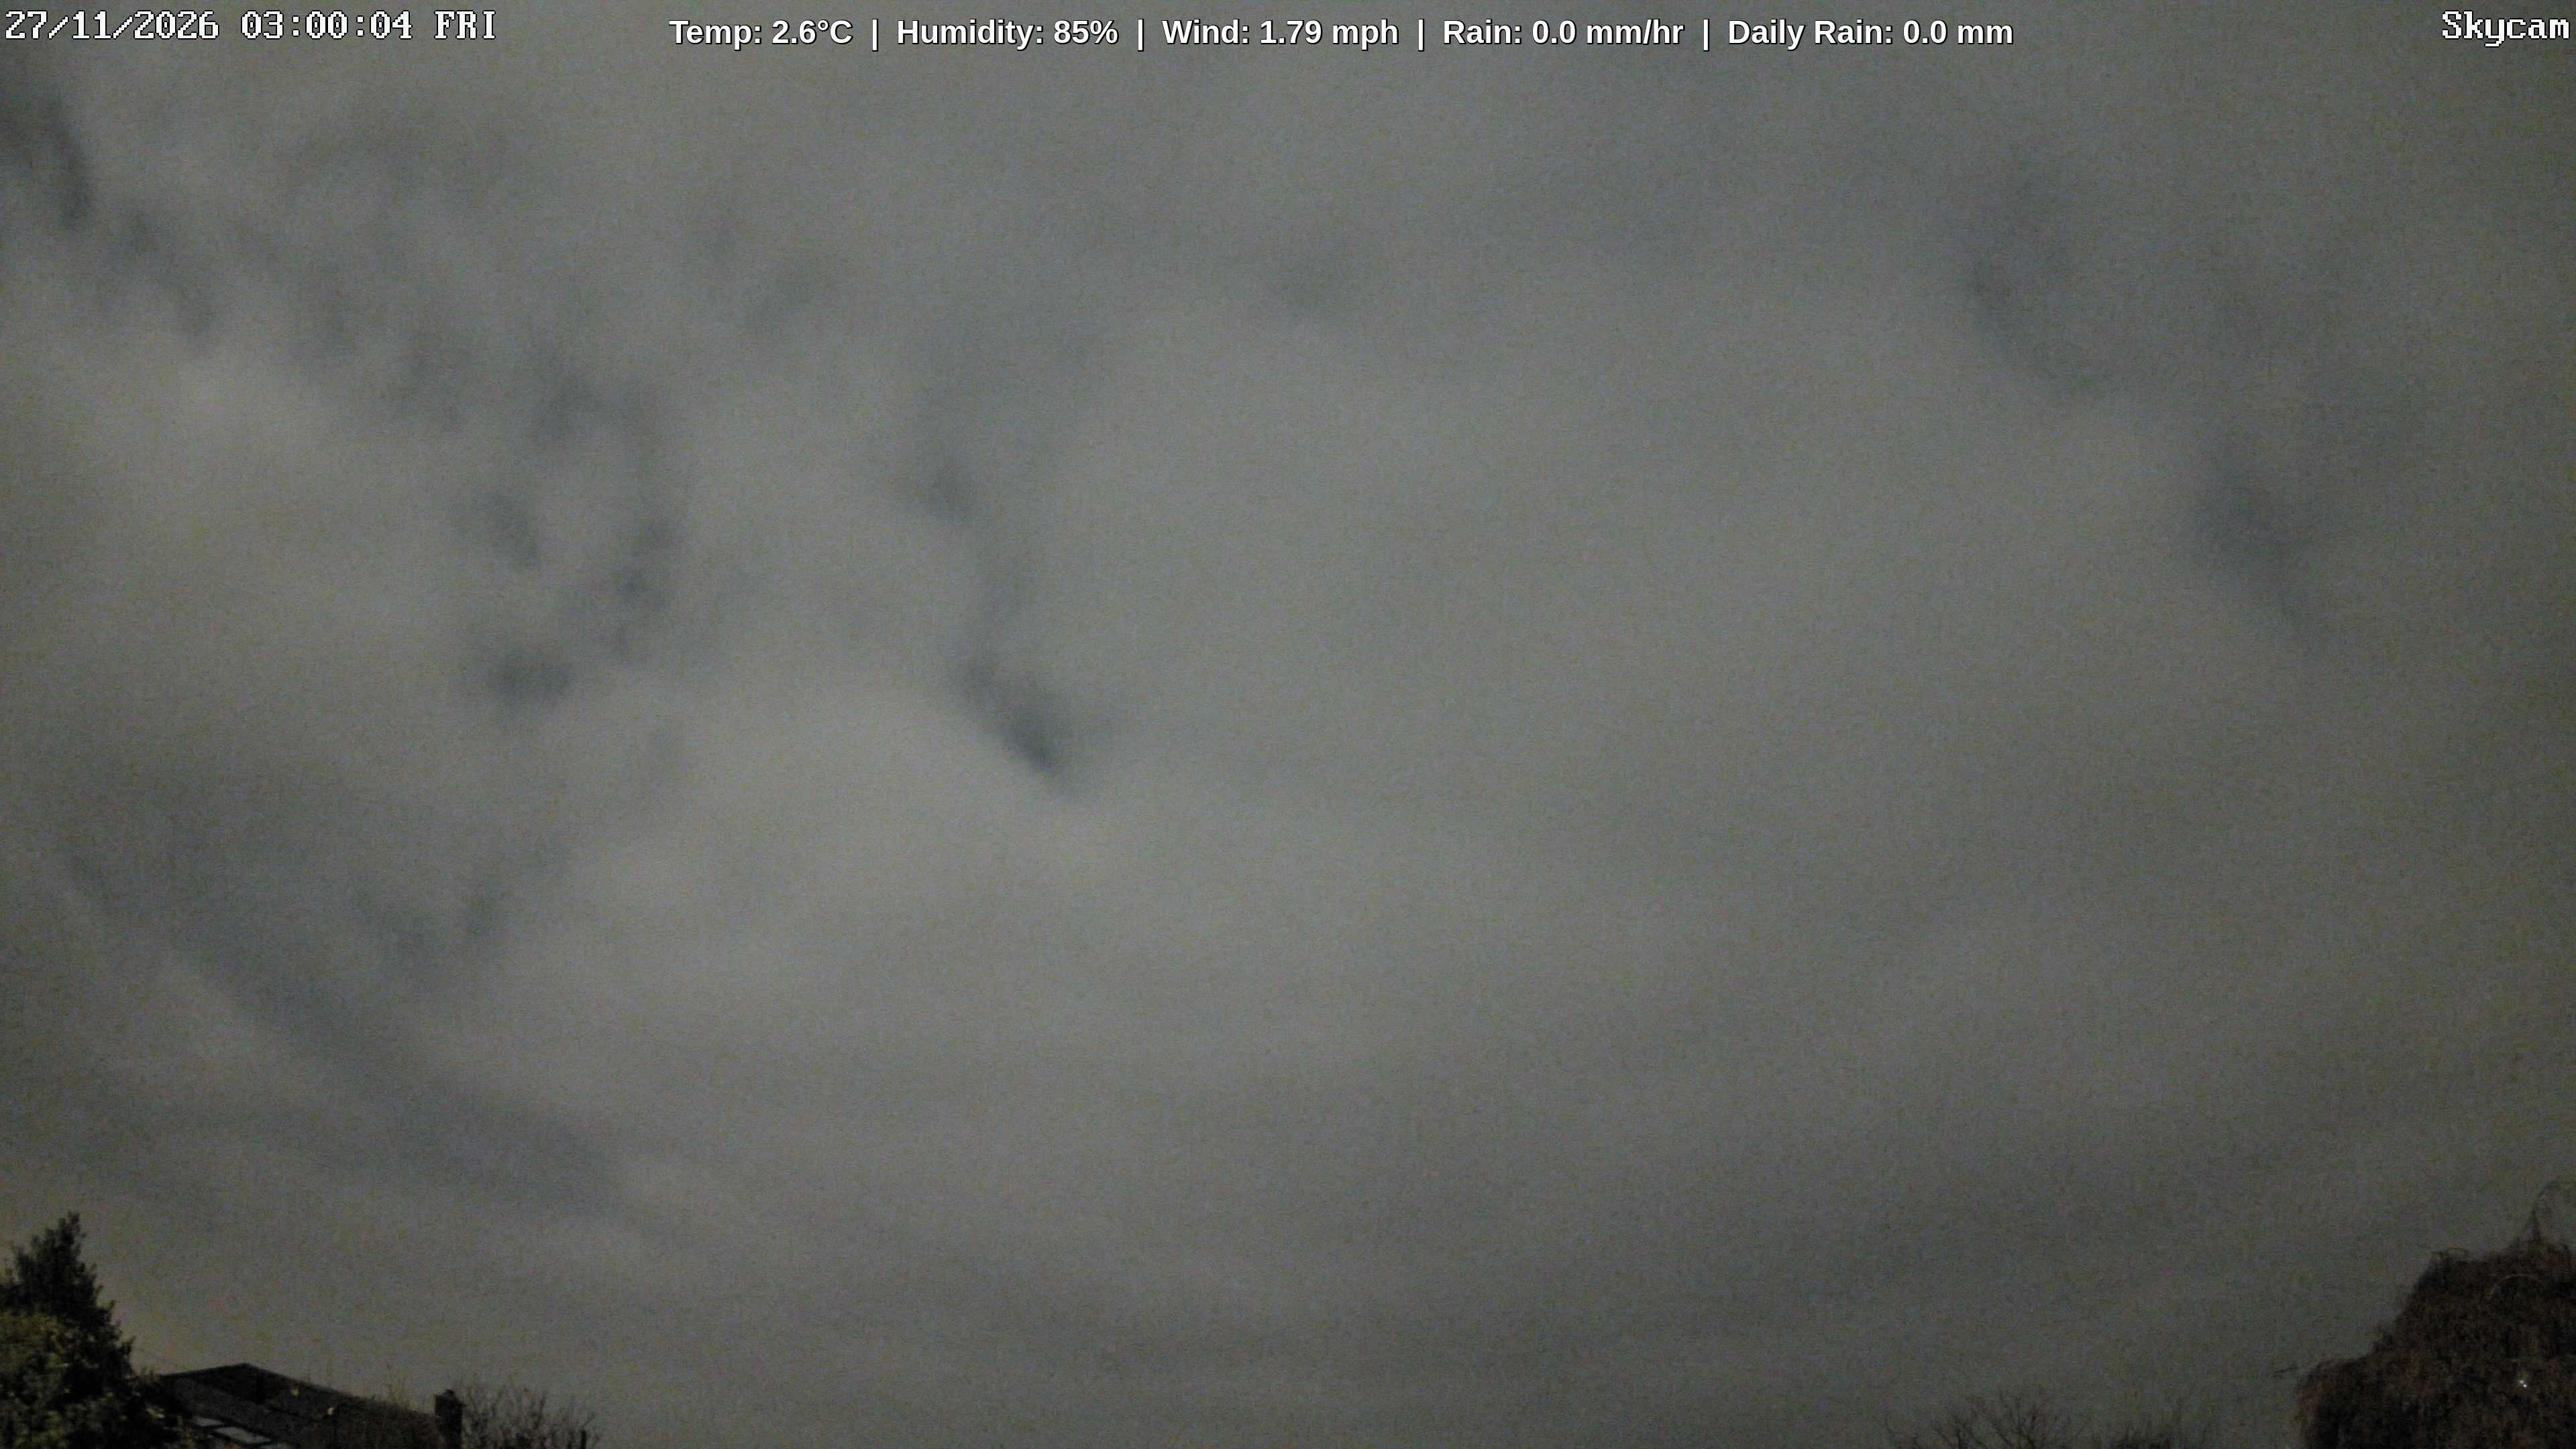 27/11/2026 03:00:04 FRI
Temp: 2.6°C | Humidity: 85% | Wind: 1.79 mph | Rain: 0.0 mm/hr | Daily Rain: 0.0 mm
Skycam